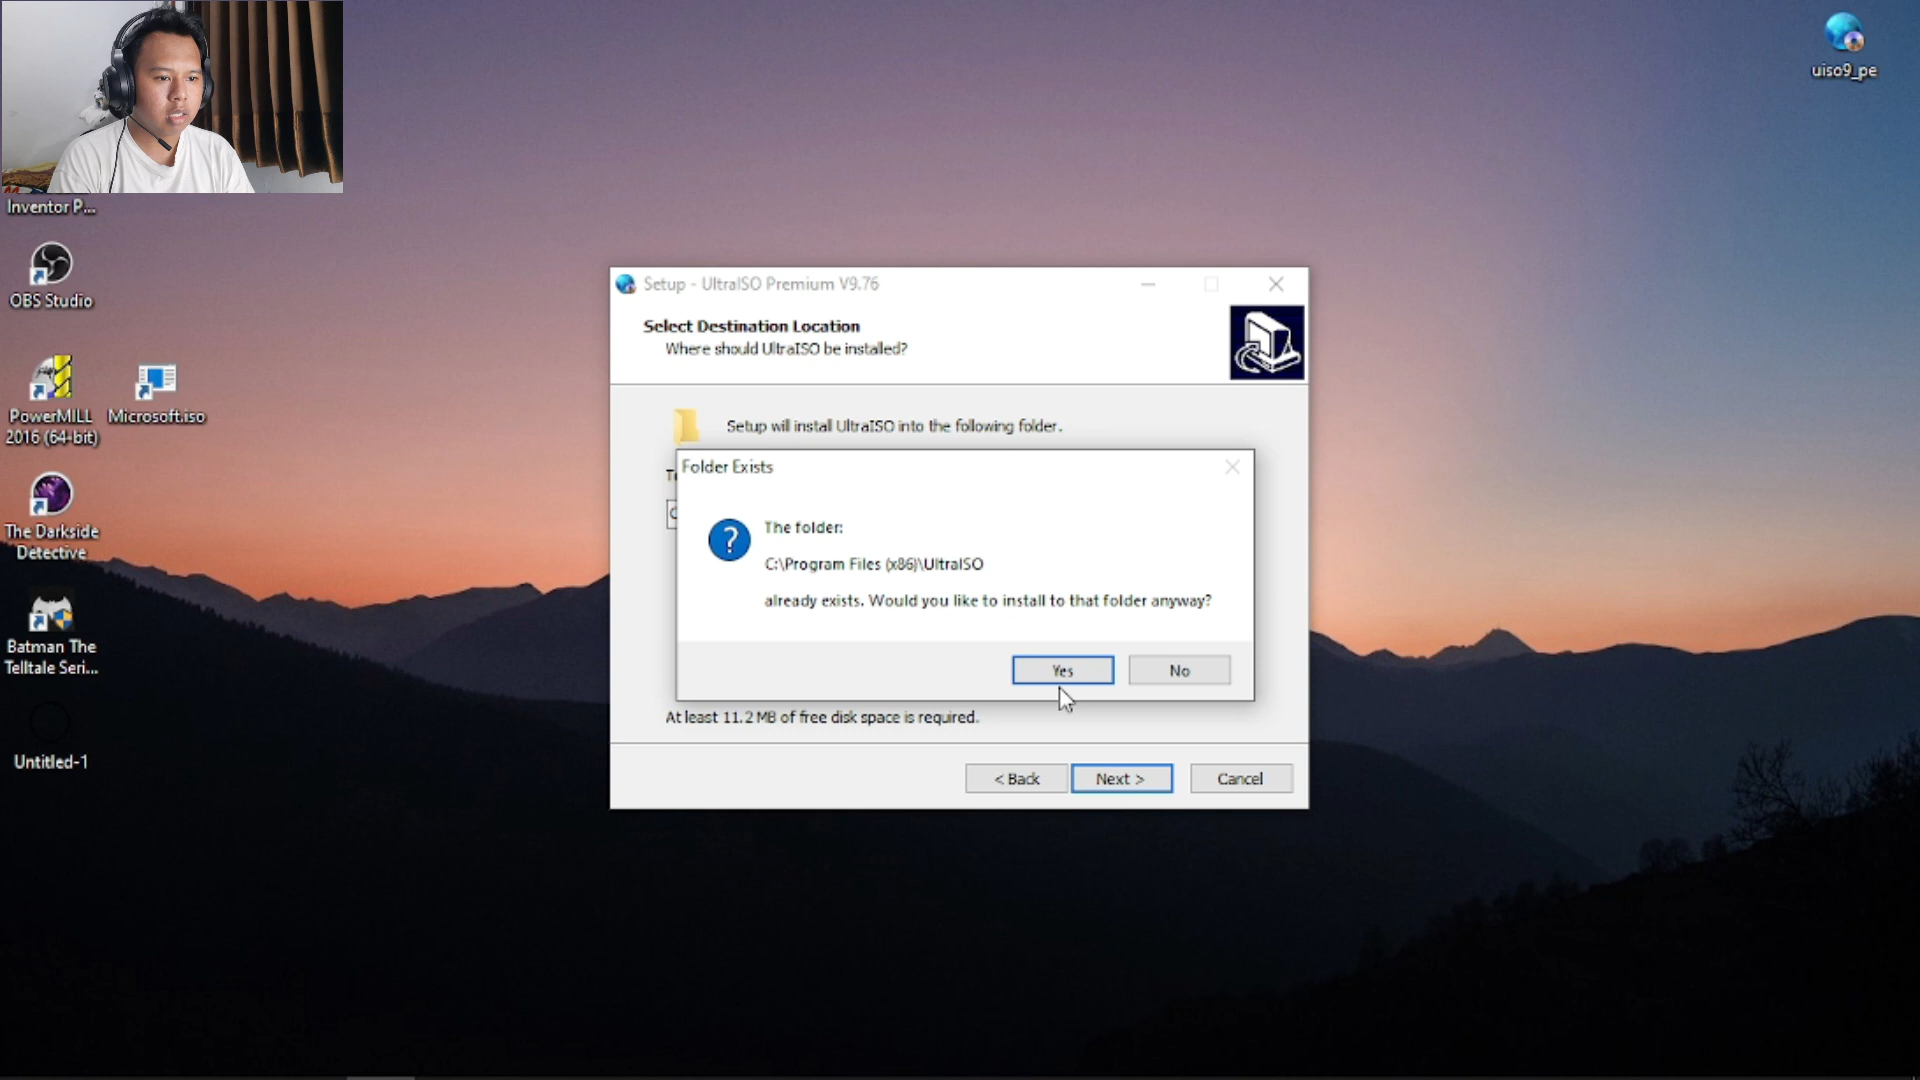 uiso9_pe
Inventor P...
OBS Studio
PowerMILL
2016 (64-bit)
Microsoft.iso
The Darkside
Detective
Batman The
Telltale Seri...
Untitled-1
Setup - UltraISO Premium V9.76
Select Destination Location
Where should UltraISO be installed?
Setup will install UltraISO into the following folder.
Folder Exists
The folder:
C:\Program Files (x86)\UltraISO
already exists. Would you like to install to that folder anyway?
Yes
No
At least 11.2 MB of free disk space is required.
< Back
Next >
Cancel